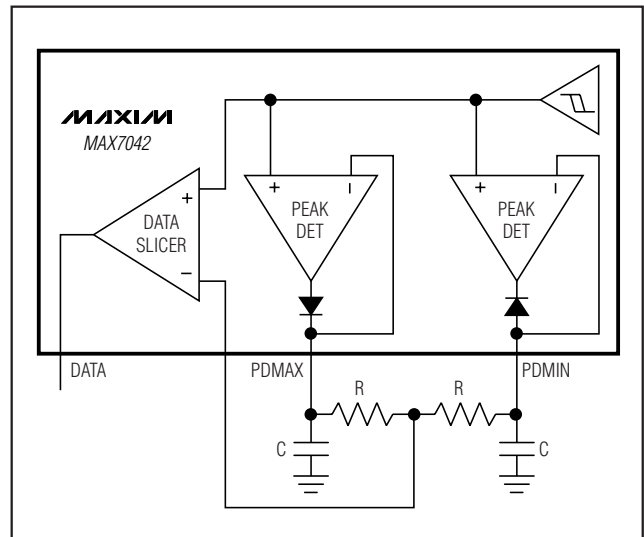 MAXIM
MAX7042
+ -
PEAK
DET
+ -
PEAK
DET
+
DATA
SLICER
-
DATA
PDMAX
PDMIN
R
R
C
C